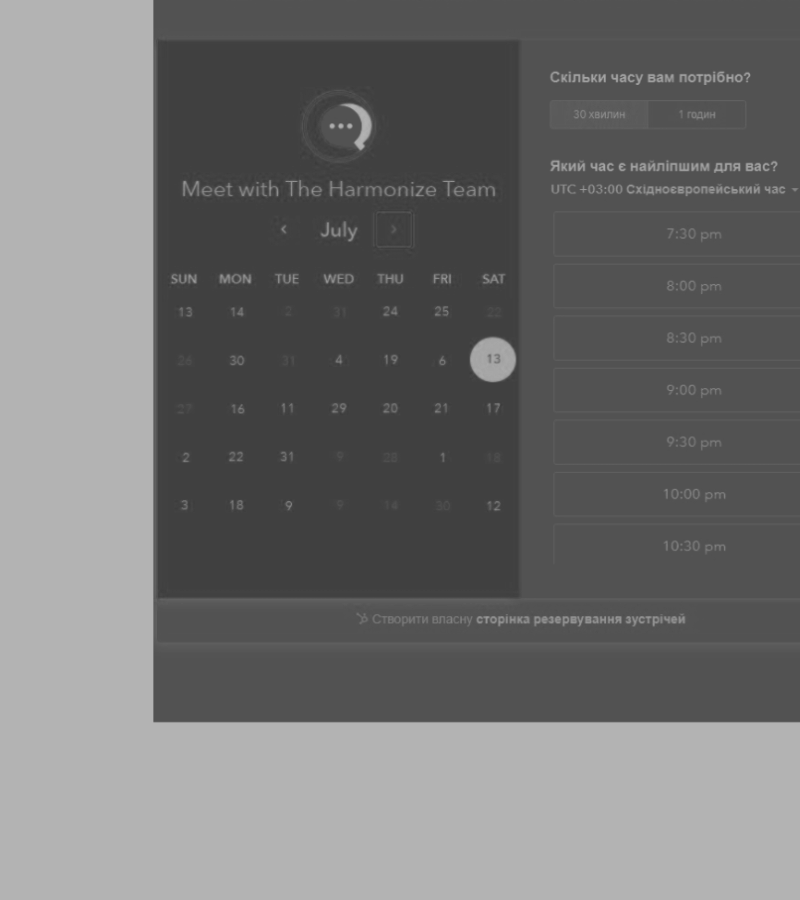 Meet with The Harmonize Team
July
SUN MON TUE WED THU FRI SAT
13 14 2 31 24 25 22
26 30 31 4 19 6 13
27 16 11 29 20 21 17
2 22 31 9 1
3 18 9 9 14 30 12
Скільки часу вам потрібно?
30 хвилин 1 годин
Який час є найліпшим для вас?
UTC +03:00 Східноєвропейський час
7:30 pm
8:00 pm
8:30 pm
9:00 pm
9:30 pm
10:00 pm
10:30 pm
Створити власну сторінка резервування зустрічей